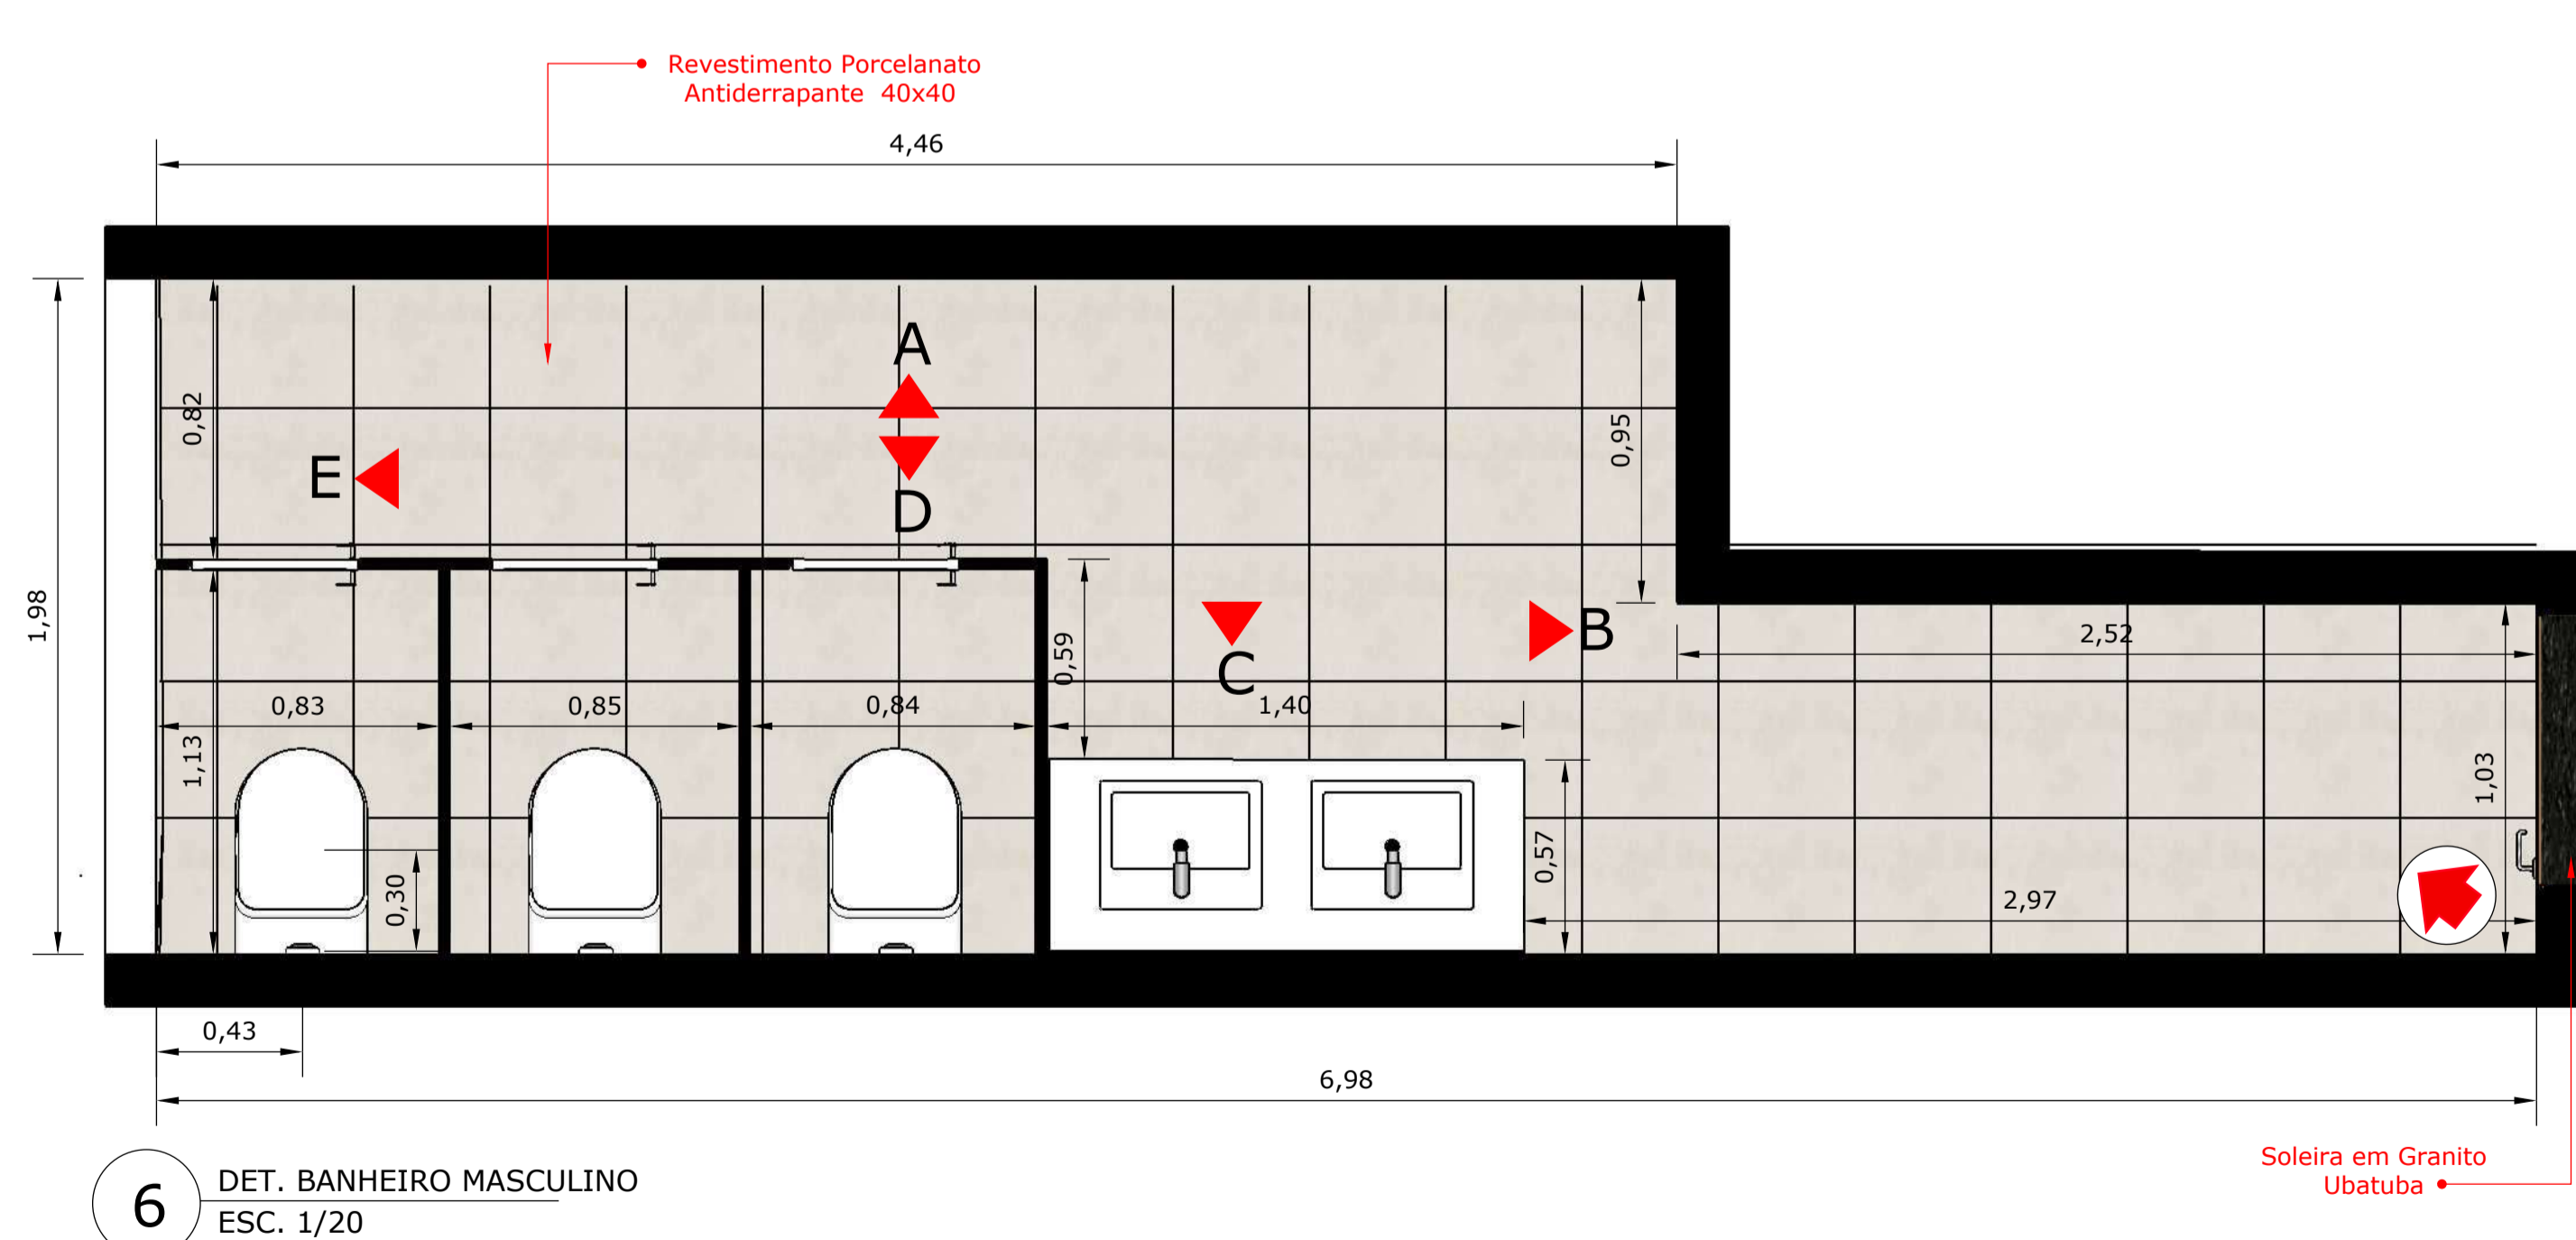 Revestimento Porcelanato
Antiderrapante 40x40
4,46
A
0,82
0,95
E
D
1,98
0,59
C
B
2,52
0,83
0,85
0,84
1,40
1,13
1,03
0,30
0,57
2,97
0,43
6,98
Soleira em Granito
Ubatuba
6
DET. BANHEIRO MASCULINO
ESC. 1/20